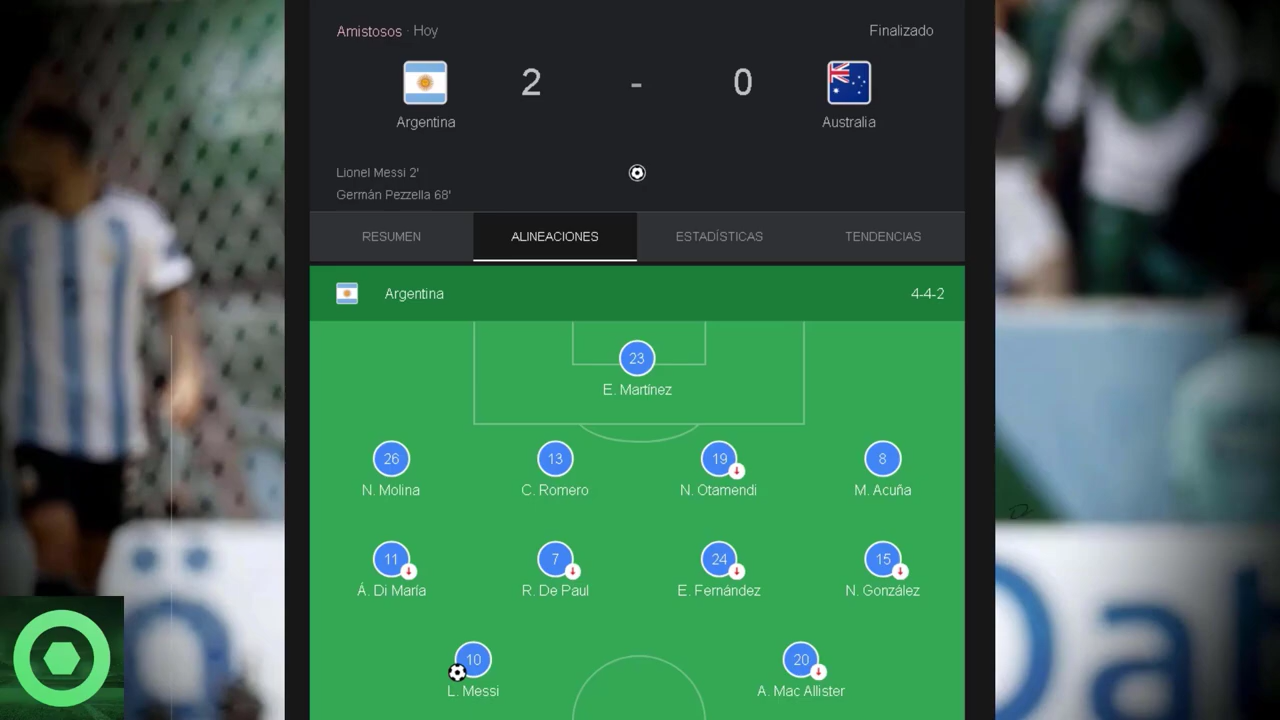 Amistosos · Hoy
Finalizado
2 - 0
Argentina
Australia
Lionel Messi 2'
Germán Pezzella 68'
RESUMEN
ALINEACIONES
ESTADÍSTICAS
TENDENCIAS
Argentina
4-4-2
23
E. Martínez
26 13 19 8
N. Molina C. Romero N. Otamendi M. Acuña
11 7 24 15
Á. Di María R. De Paul E. Fernández N. González
10 20
L. Messi A. Mac Allister